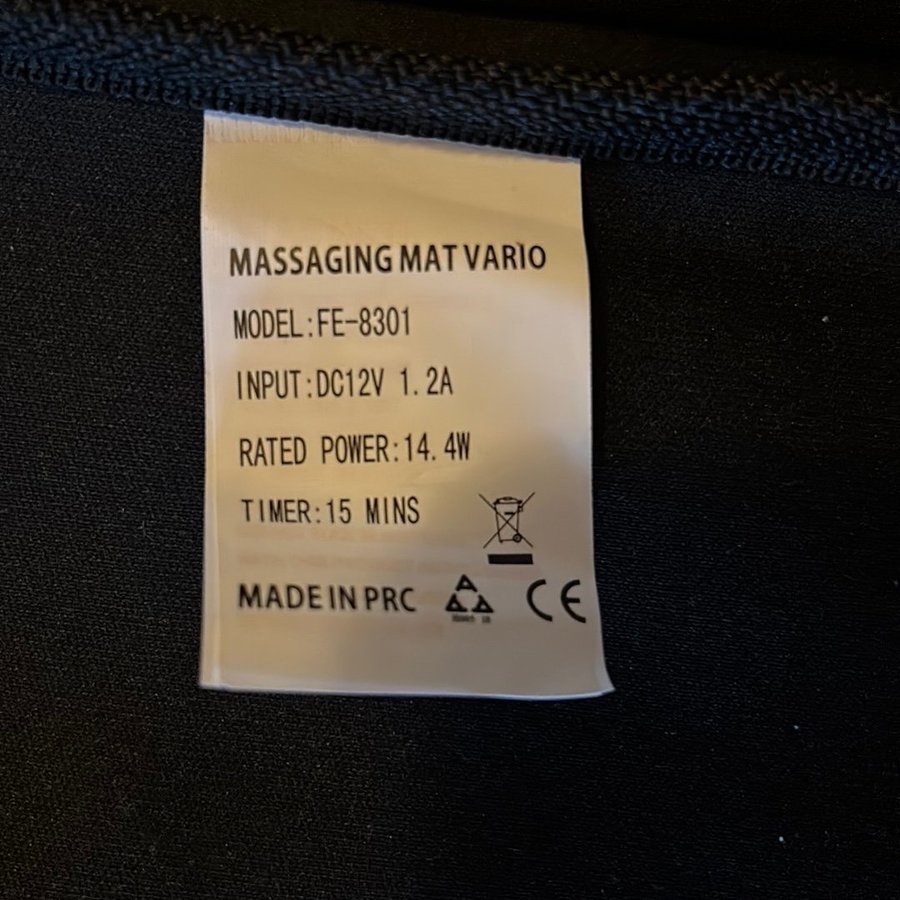 MASSAGING MAT VARIO
MODEL:FE-8301
INPUT:DC12V 1.2A
RATED POWER:14.4W
TIMER:15 MINS
MADE IN PRC CE